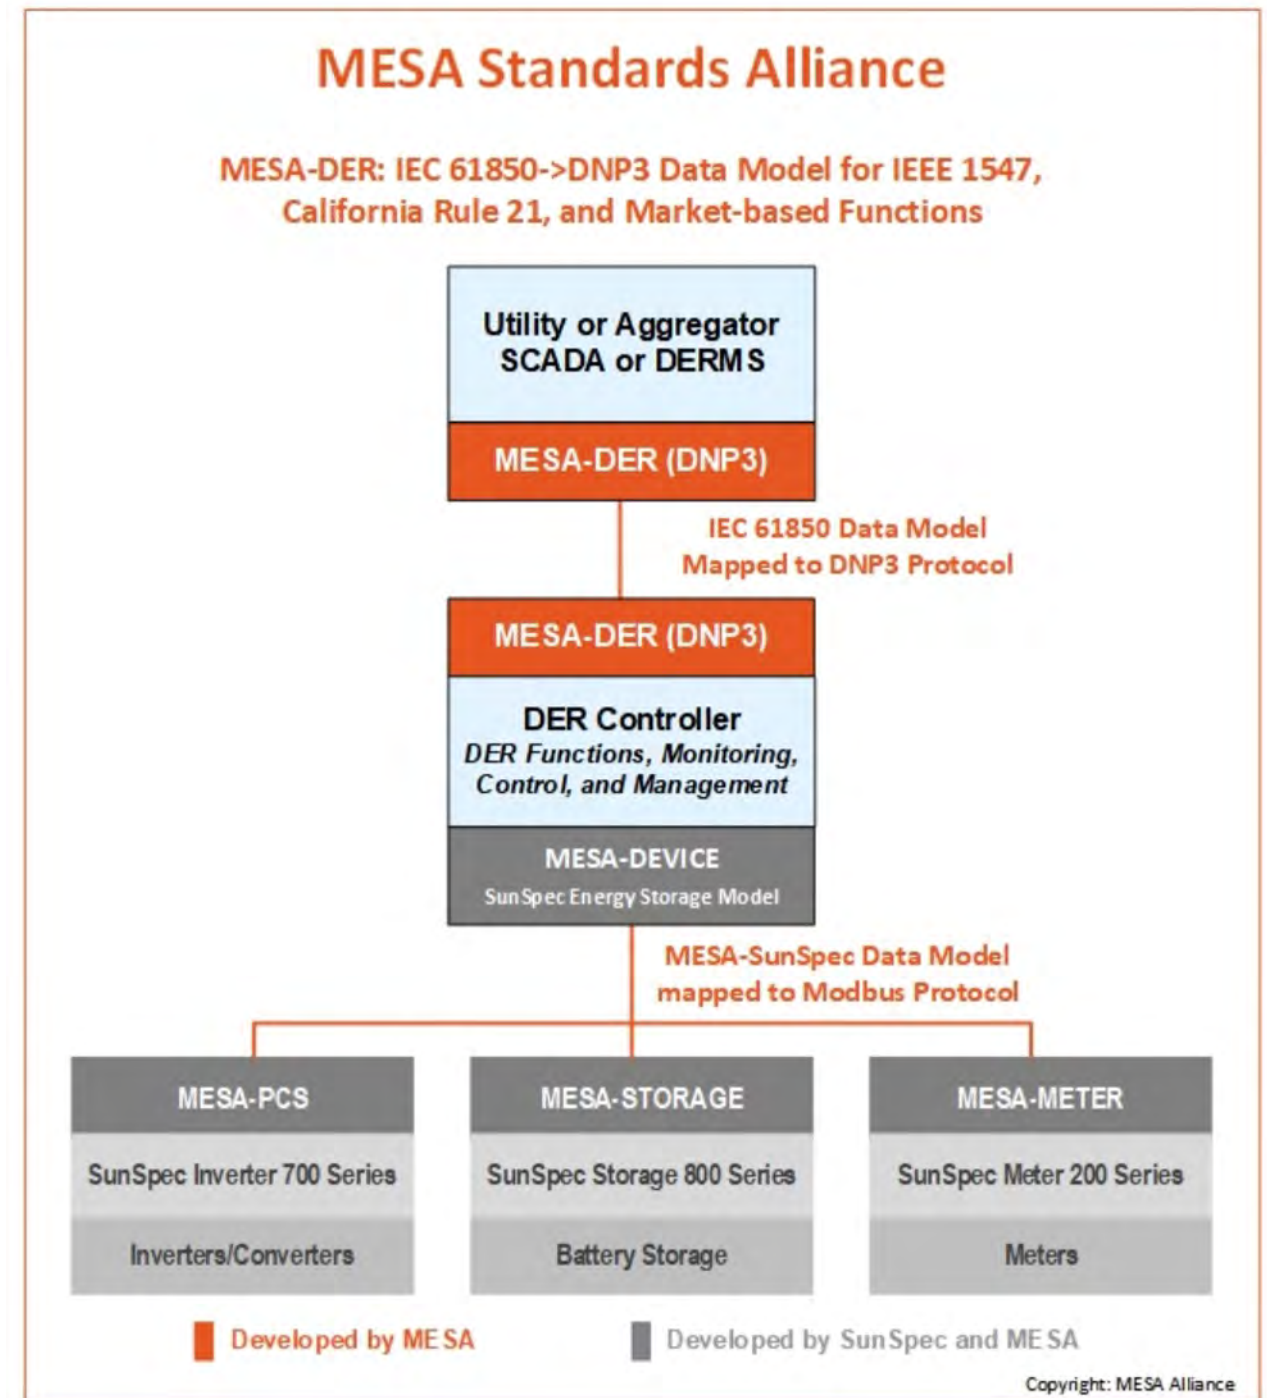 MESA Standards Alliance
MESA-DER: IEC 61850->DNP3 Data Model for IEEE 1547,
California Rule 21, and Market-based Functions
Utility or Aggregator
SCADA or DERMS
MESA-DER (DNP3)
IEC 61850 Data Model
Mapped to DNP3 Protocol
MESA-DER (DNP3)
DER Controller
DER Functions, Monitoring,
Control, and Management
MESA-DEVICE
SunSpec Energy Storage Model
MESA-SunSpec Data Model
mapped to Modbus Protocol
MESA-PCS
SunSpec Inverter 700 Series
Inverters/Converters
MESA-STORAGE
SunSpec Storage 800 Series
Battery Storage
MESA-METER
SunSpec Meter 200 Series
Meters
Developed by MESA
Developed by SunSpec and MESA
Copyright: MESA Alliance